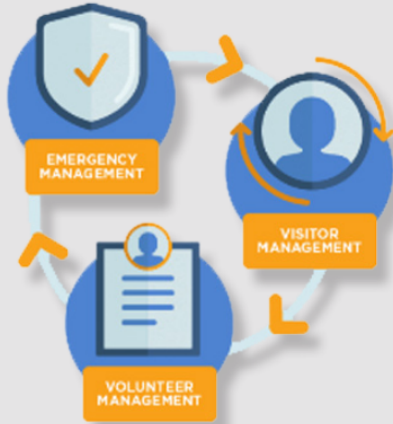 EMERGENCY
MANAGEMENT
VISITOR
MANAGEMENT
VOLUNTEER
MANAGEMENT